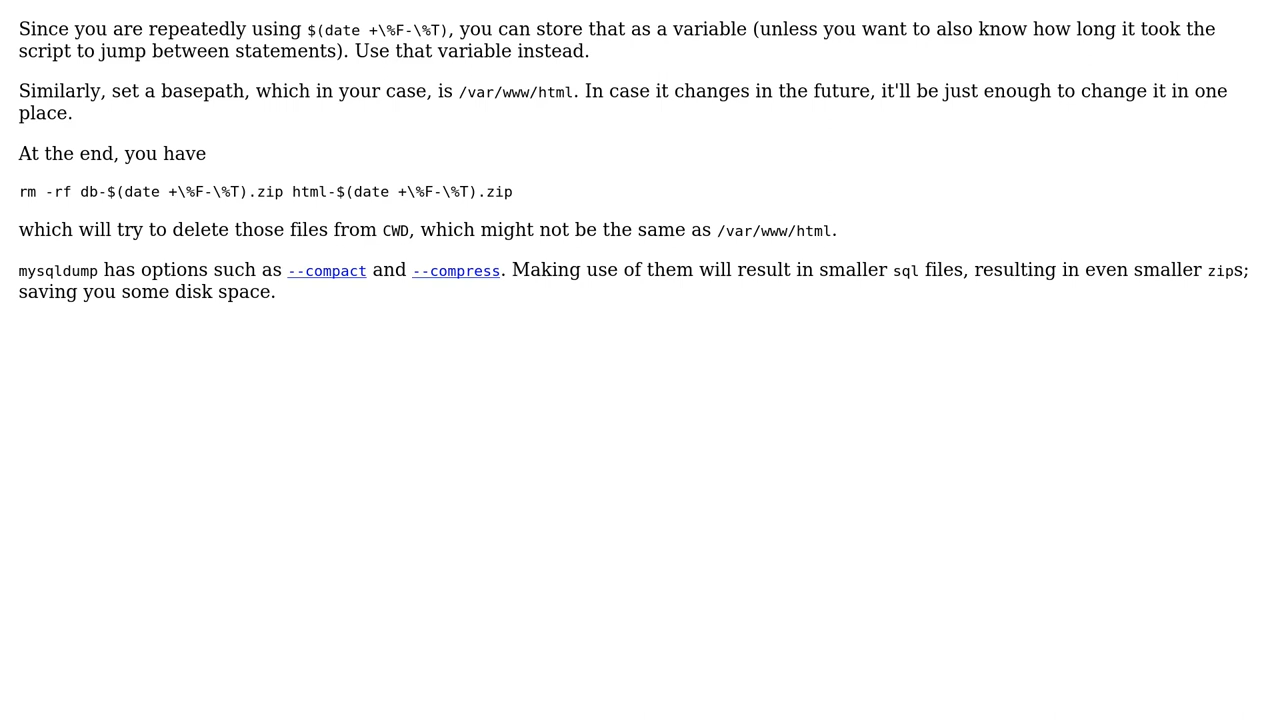 Since you are repeatedly using $(date +\%F-\%T), you can store that as a variable (unless you want to also know how long it took the
script to jump between statements). Use that variable instead.
Similarly, set a basepath, which in your case, is /var/www/html. In case it changes in the future, it'll be just enough to change it in one
place.
At the end, you have
rm -rf db-$(date +\%F-\%T).zip html-$(date +\%F-\%T).zip
which will try to delete those files from CWD, which might not be the same as /var/www/html.
mysqldump has options such as --compact and --compress. Making use of them will result in smaller sql files, resulting in even smaller zips;
saving you some disk space.